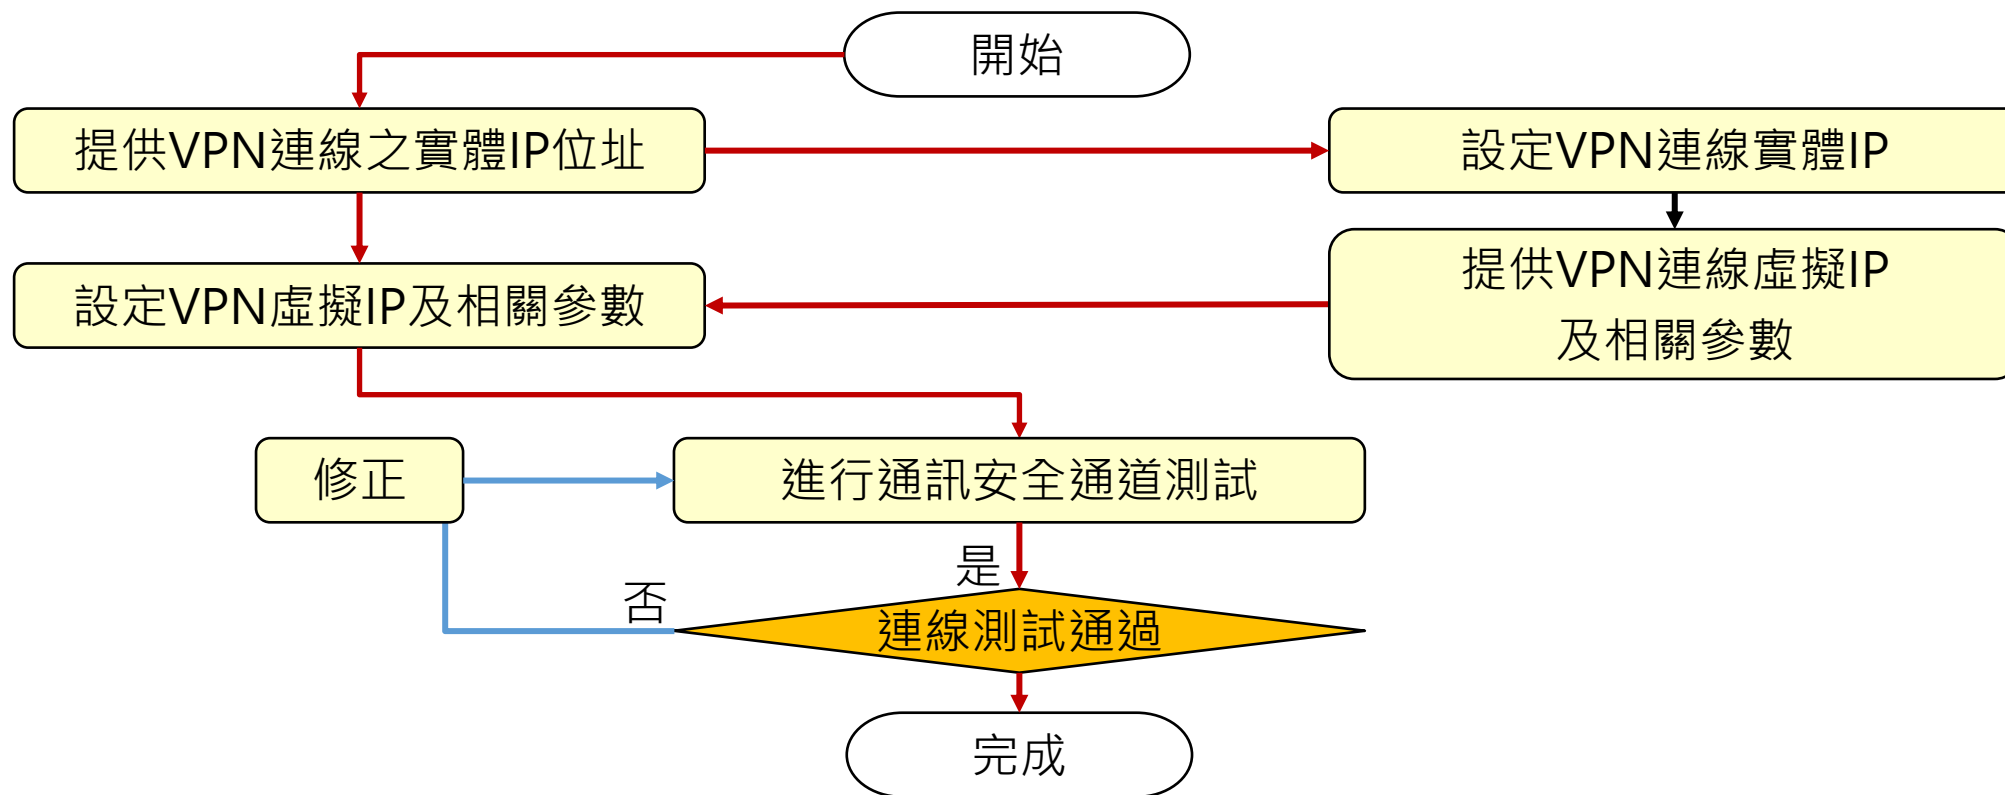 開始
提供VPN連線之實體IP位址
設定VPN連線實體IP
設定VPN虛擬IP及相關參數
提供VPN連線虛擬IP
及相關參數
修正
進行通訊安全通道測試
是
否
連線測試通過
完成